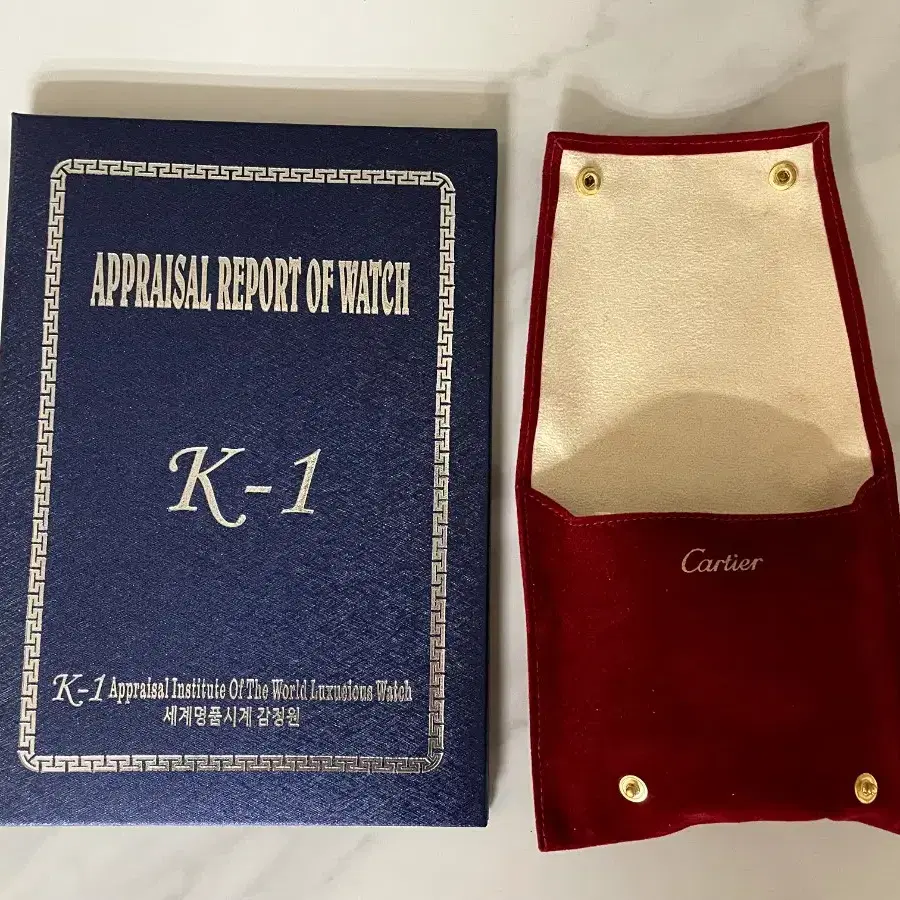 APPRAISAL REPORT OF WATCH
K-1
K-1 Appraisal Institute Of The World Luxucious Watch
세계명품시계 감정원
Cartier